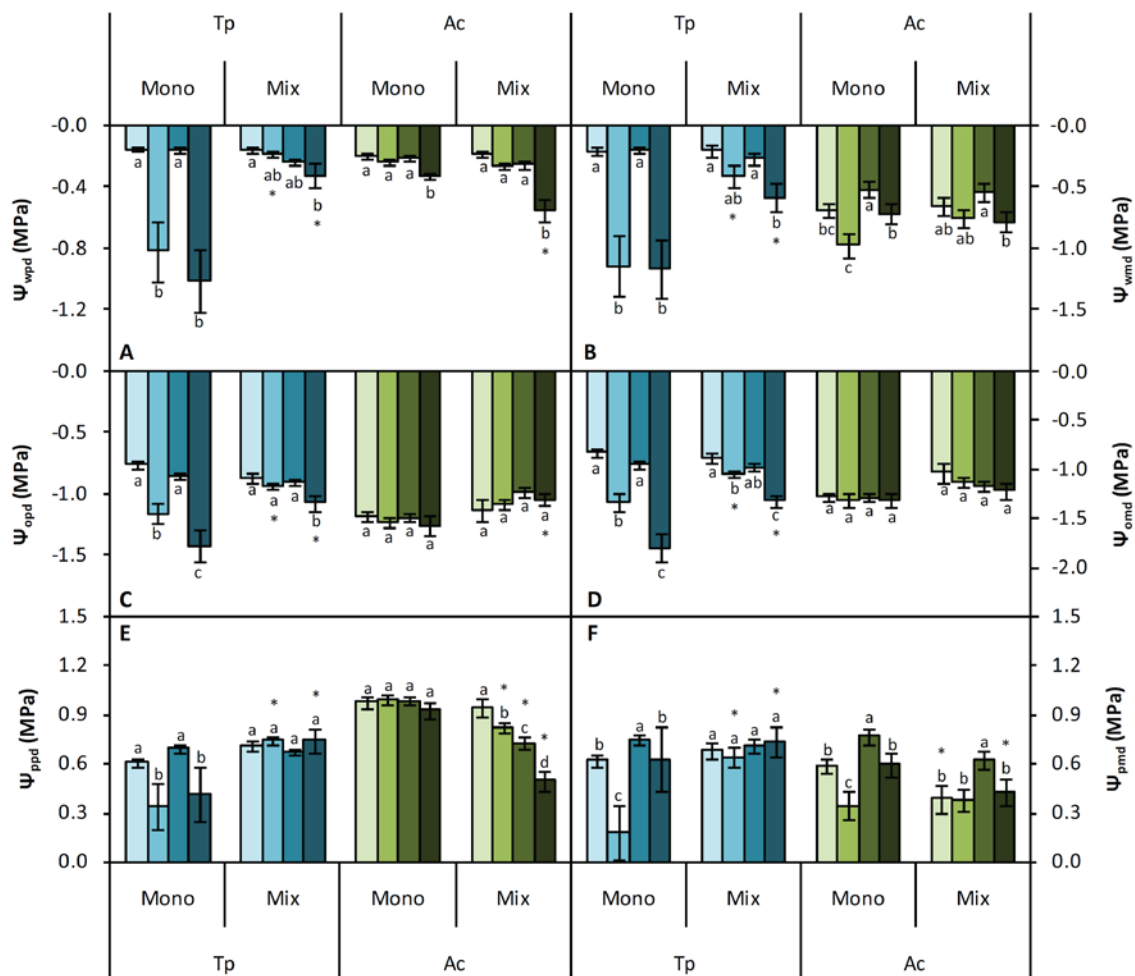 Tp Ac Tp Ac
Mono Mix Mono Mix Mono Mix Mono Mix
-0.0 -0.0
-0.4 -0.5
-0.8 -1.0
-1.2 -1.5
Ψwpd (MPa) Ψwmd (MPa)
a b a b a ab ab b a a a b a b b b a b a b a ab a b bc c a b ab ab a b
* * * * *
A B
-0.0 -0.0
-0.5 -0.5
-1.0 -1.0
-1.5 -1.5
-2.0
Ψopd (MPa) Ψomd (MPa)
a b a c a a a b a a a a a a a a a b a c a b ab c a a a a a a a a
* * * * *
C D
1.5 1.5
E F
1.2 1.2
0.9 0.9
0.6 0.6
0.3 0.3
0.0 0.0
Ψppd (MPa) Ψpmd (MPa)
* * * * * * * * *
a b a b a a a a a a a a a b c d b c a b a a a a b c a b b b a b
Mono Mix Mono Mix Mono Mix Mono Mix
Tp Ac Tp Ac